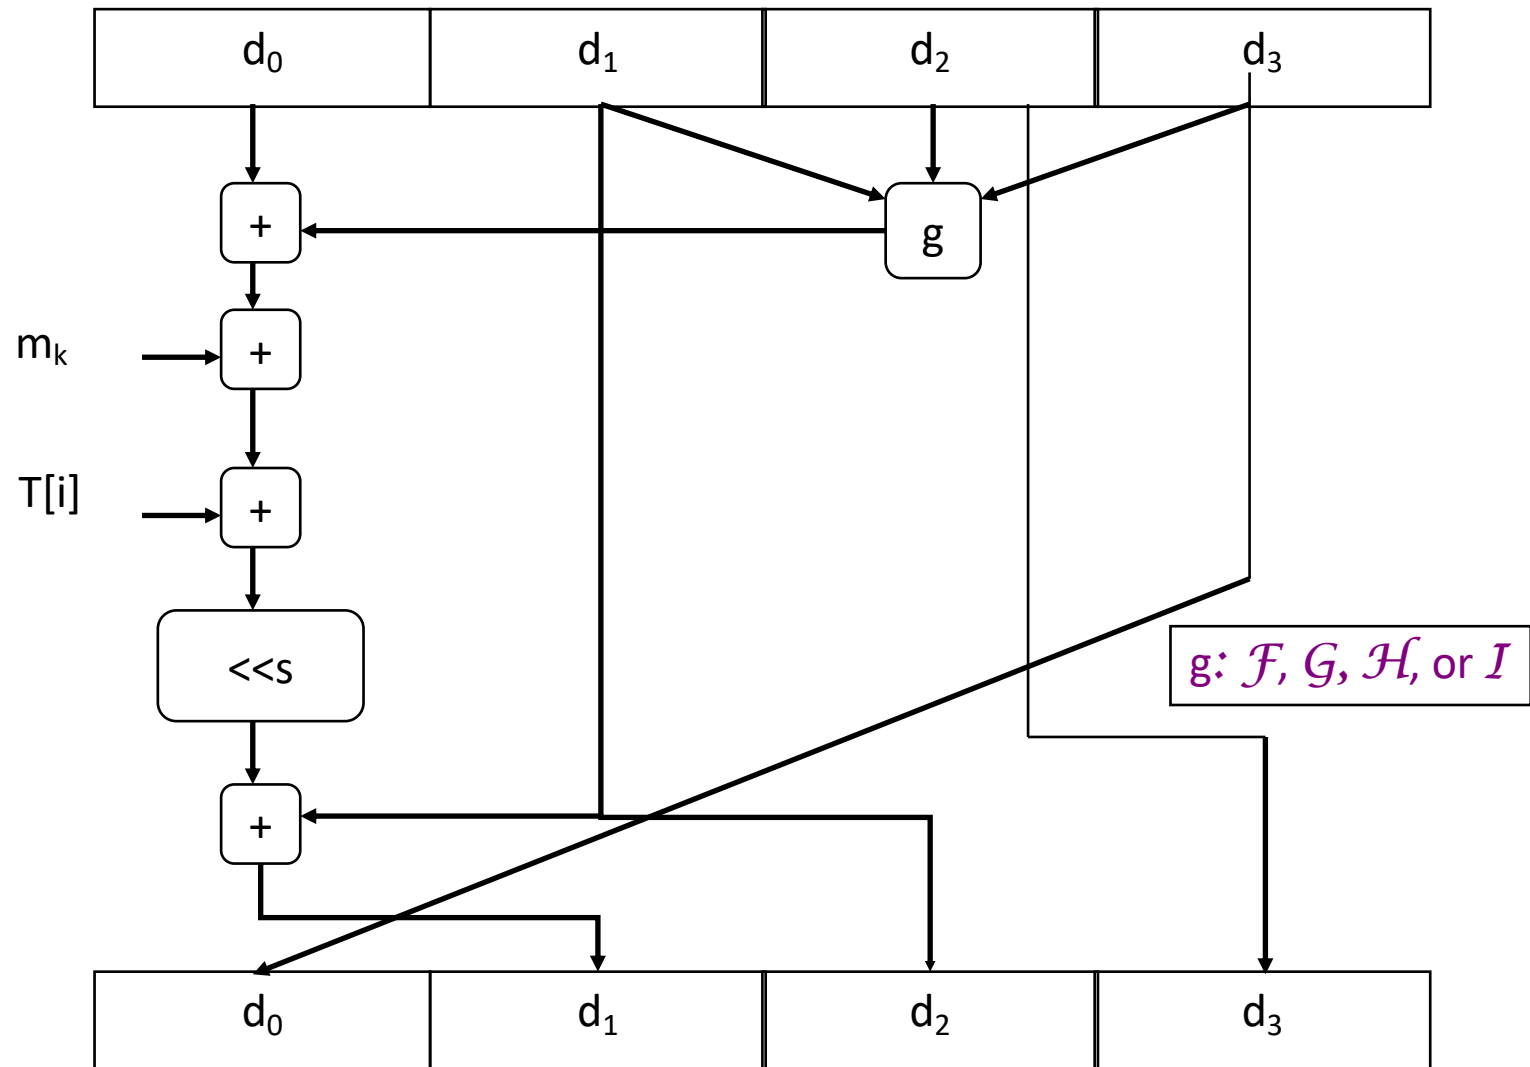 d₀ d₁ d₂ d₃
+ g
mₖ +
T[i] +
<<s
g: ℱ, 𝒢, ℋ, or ℐ
+
d₀ d₁ d₂ d₃